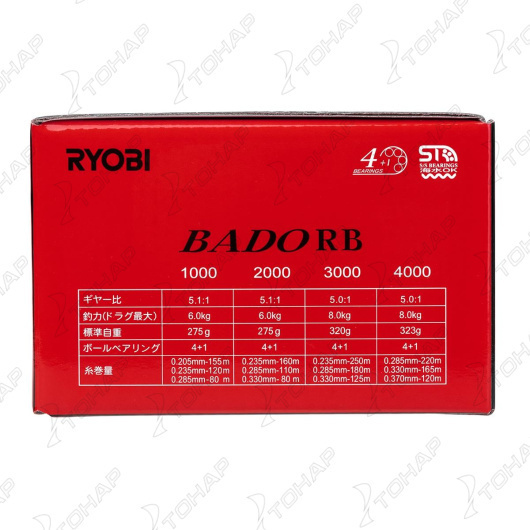 RYOBI
4+1
BEARINGS
ST
S/S BEARINGS
海水OK
BADO RB
1000 2000 3000 4000
ギヤー比 5.1:1 5.1:1 5.0:1 5.0:1
釣力(ドラグ最大) 6.0kg 6.0kg 8.0kg 8.0kg
標準自重 275g 275g 320g 323g
ボールベアリング 4+1 4+1 4+1 4+1
糸巻量 0.205mm-155m 0.235mm-160m 0.235mm-250m 0.285mm-220m
0.235mm-120m 0.285mm-110m 0.285mm-180m 0.330mm-165m
0.285mm-80 m 0.330mm-80 m 0.330mm-125m 0.370mm-120m
ТОНАР